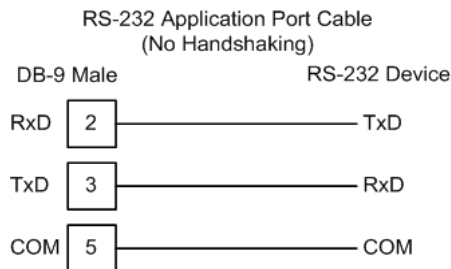 RS-232 Application Port Cable
(No Handshaking)
DB-9 Male RS-232 Device
RxD 2 TxD
TxD 3 RxD
COM 5 COM